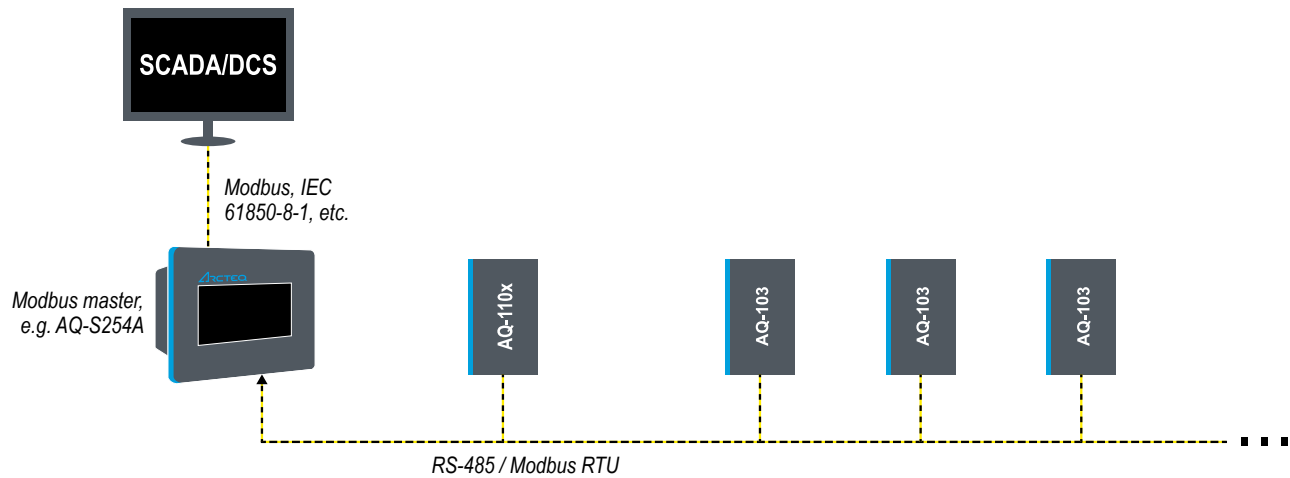 SCADA/DCS
Modbus, IEC
61850-8-1, etc.
ARCTEQ
Modbus master,
e.g. AQ-S254A
AQ-110x
AQ-103
AQ-103
AQ-103
RS-485 / Modbus RTU